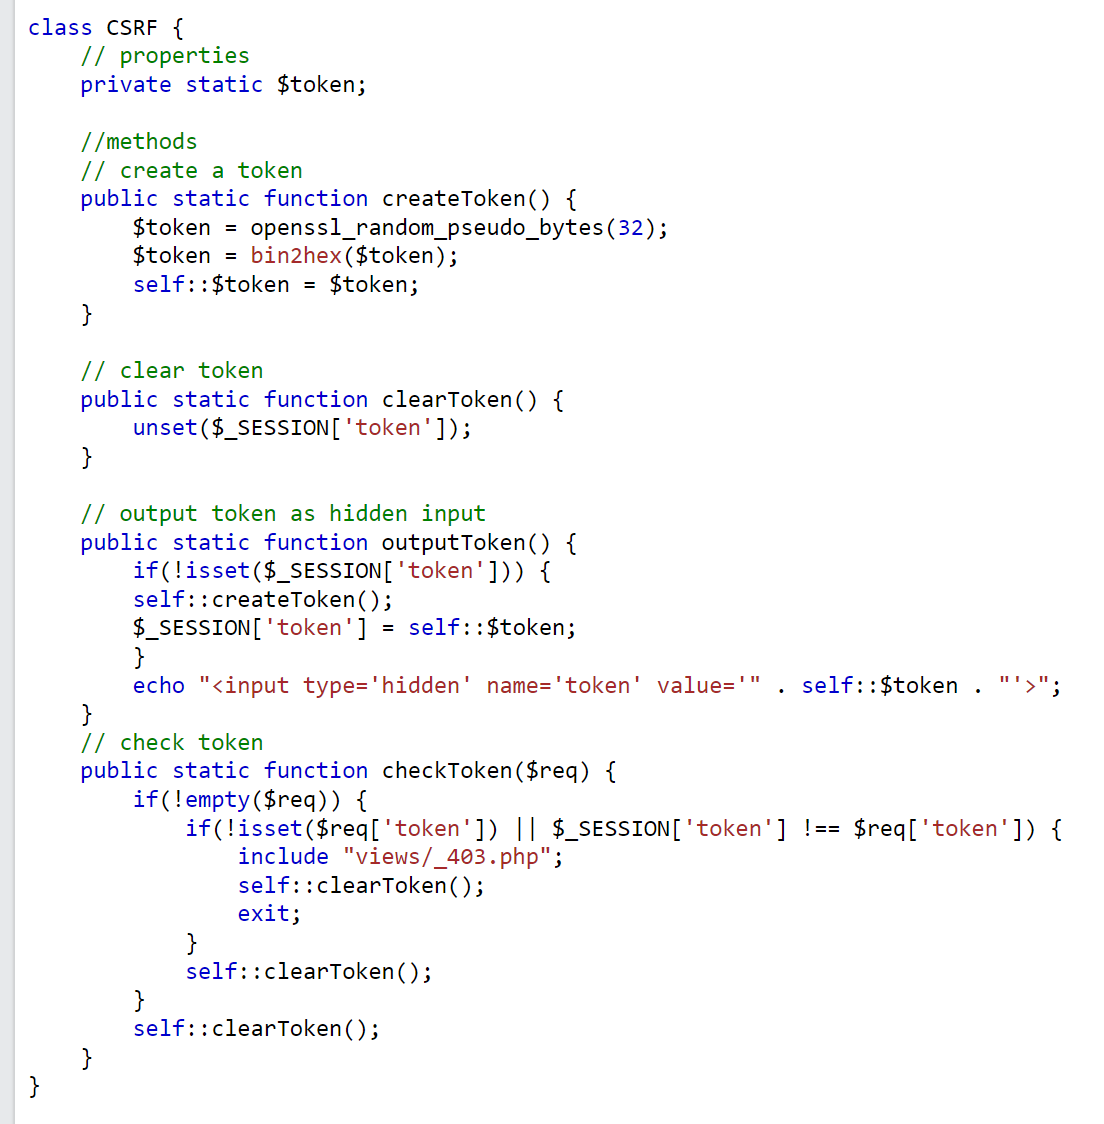 class CSRF {
    // properties
    private static $token;

    //methods
    // create a token
    public static function createToken() {
        $token = openssl_random_pseudo_bytes(32);
        $token = bin2hex($token);
        self::$token = $token;
    }

    // clear token
    public static function clearToken() {
        unset($_SESSION['token']);
    }

    // output token as hidden input
    public static function outputToken() {
        if(!isset($_SESSION['token'])) {
        self::createToken();
        $_SESSION['token'] = self::$token;
        }
        echo "<input type='hidden' name='token' value='" . self::$token . "'>";
    }
    // check token
    public static function checkToken($req) {
        if(!empty($req)) {
            if(!isset($req['token']) || $_SESSION['token'] !== $req['token']) {
                include "views/_403.php";
                self::clearToken();
                exit;
            }
            self::clearToken();
        }
        self::clearToken();
    }
}